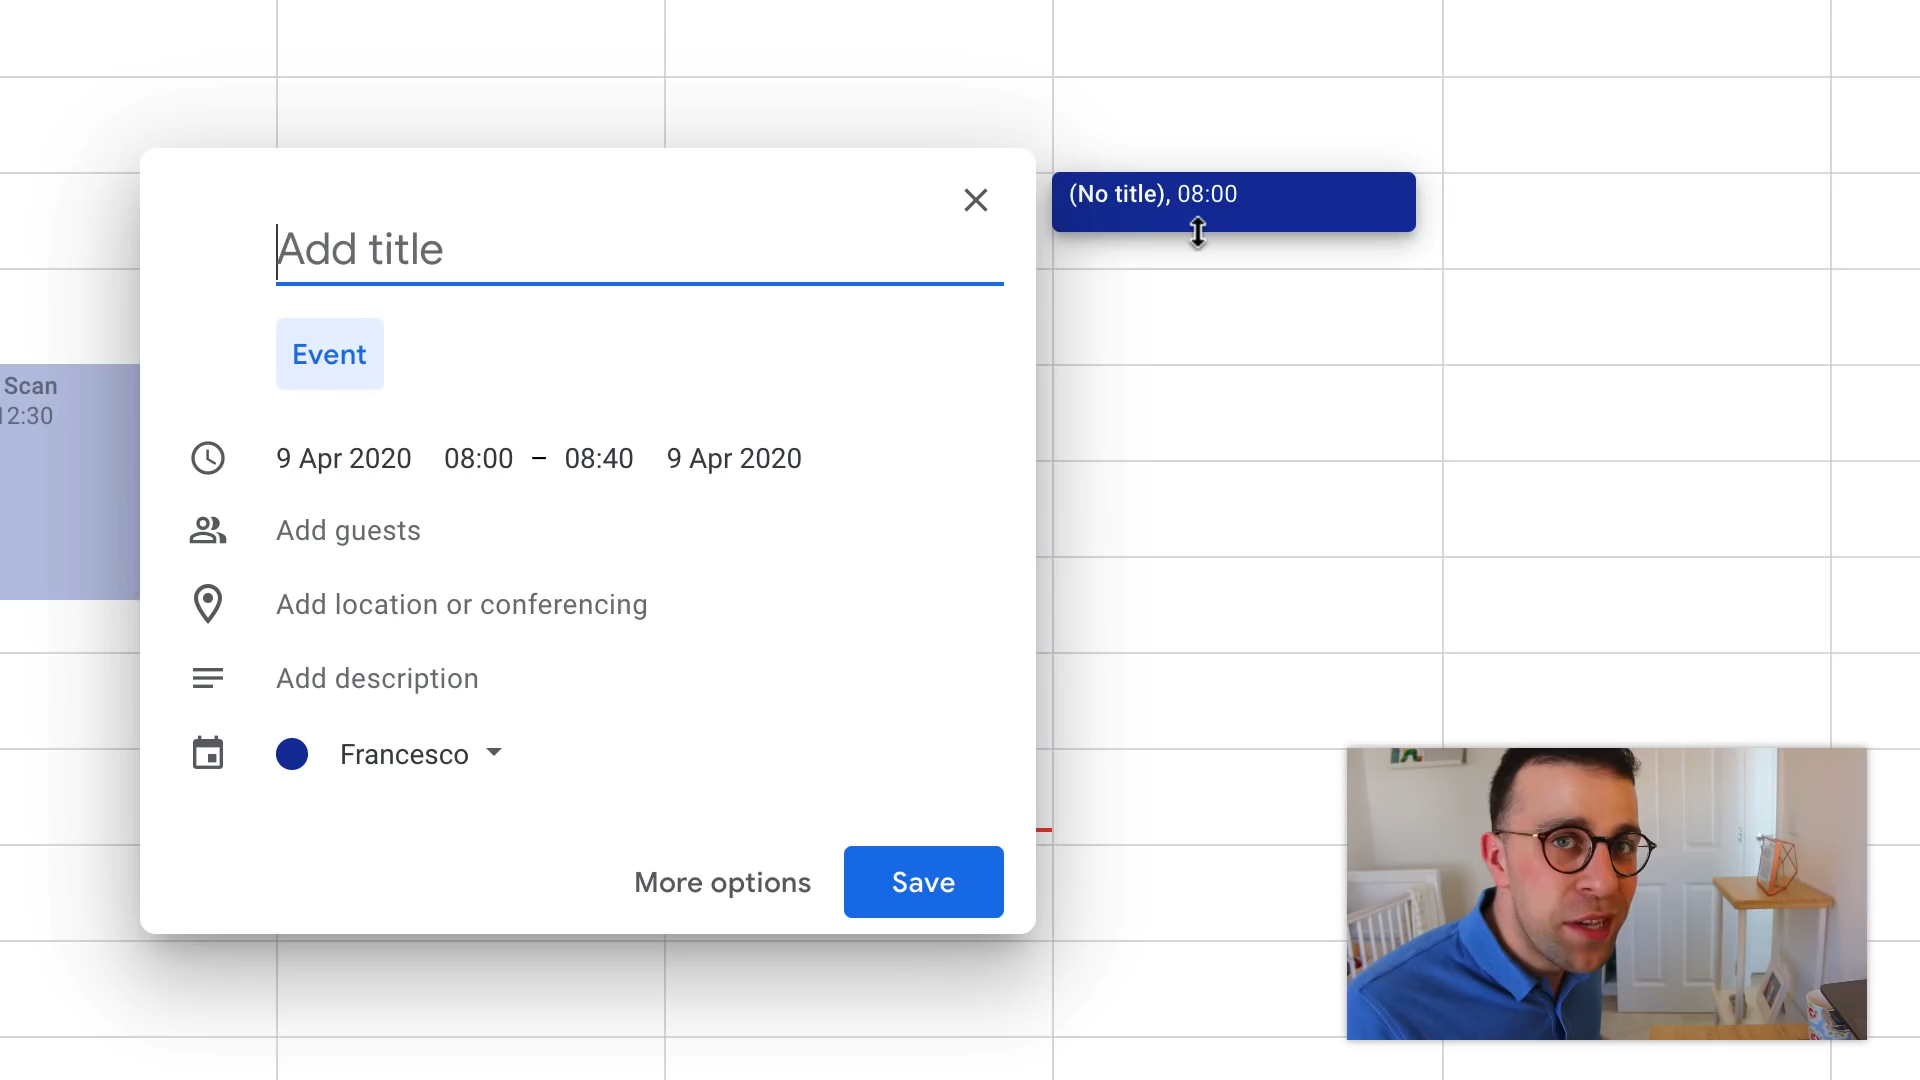 (No title), 08:00
Add title
Event
Scan
12:30
9 Apr 2020 08:00 – 08:40 9 Apr 2020
Add guests
Add location or conferencing
Add description
Francesco
More options
Save